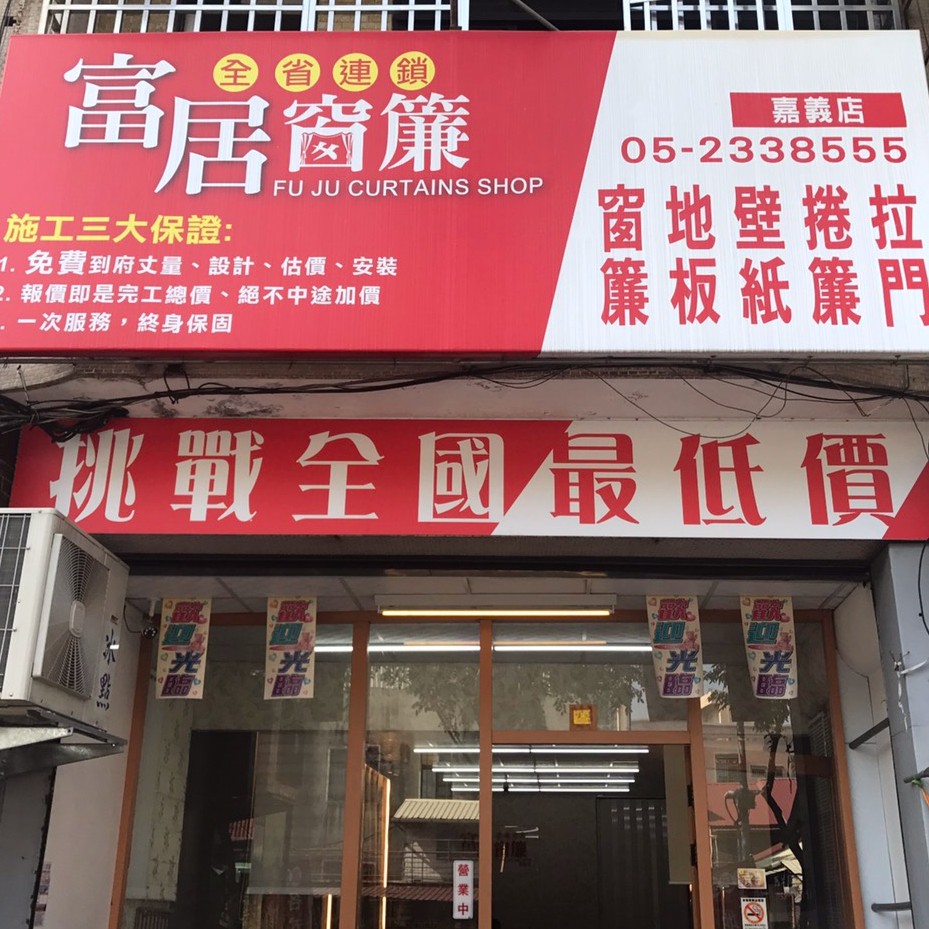 全省連鎖
富居窗簾
FU JU CURTAINS SHOP
施工三大保證:
1. 免費到府丈量、設計、估價、安裝
2. 報價即是完工總價、絕不中途加價
. 一次服務，終身保固
嘉義店
05-2338555
窗簾
地板
壁紙
捲簾
拉門
挑戰全國最低價
冰點
歡迎光臨
歡迎光臨
歡迎光臨
歡迎光臨
營業中